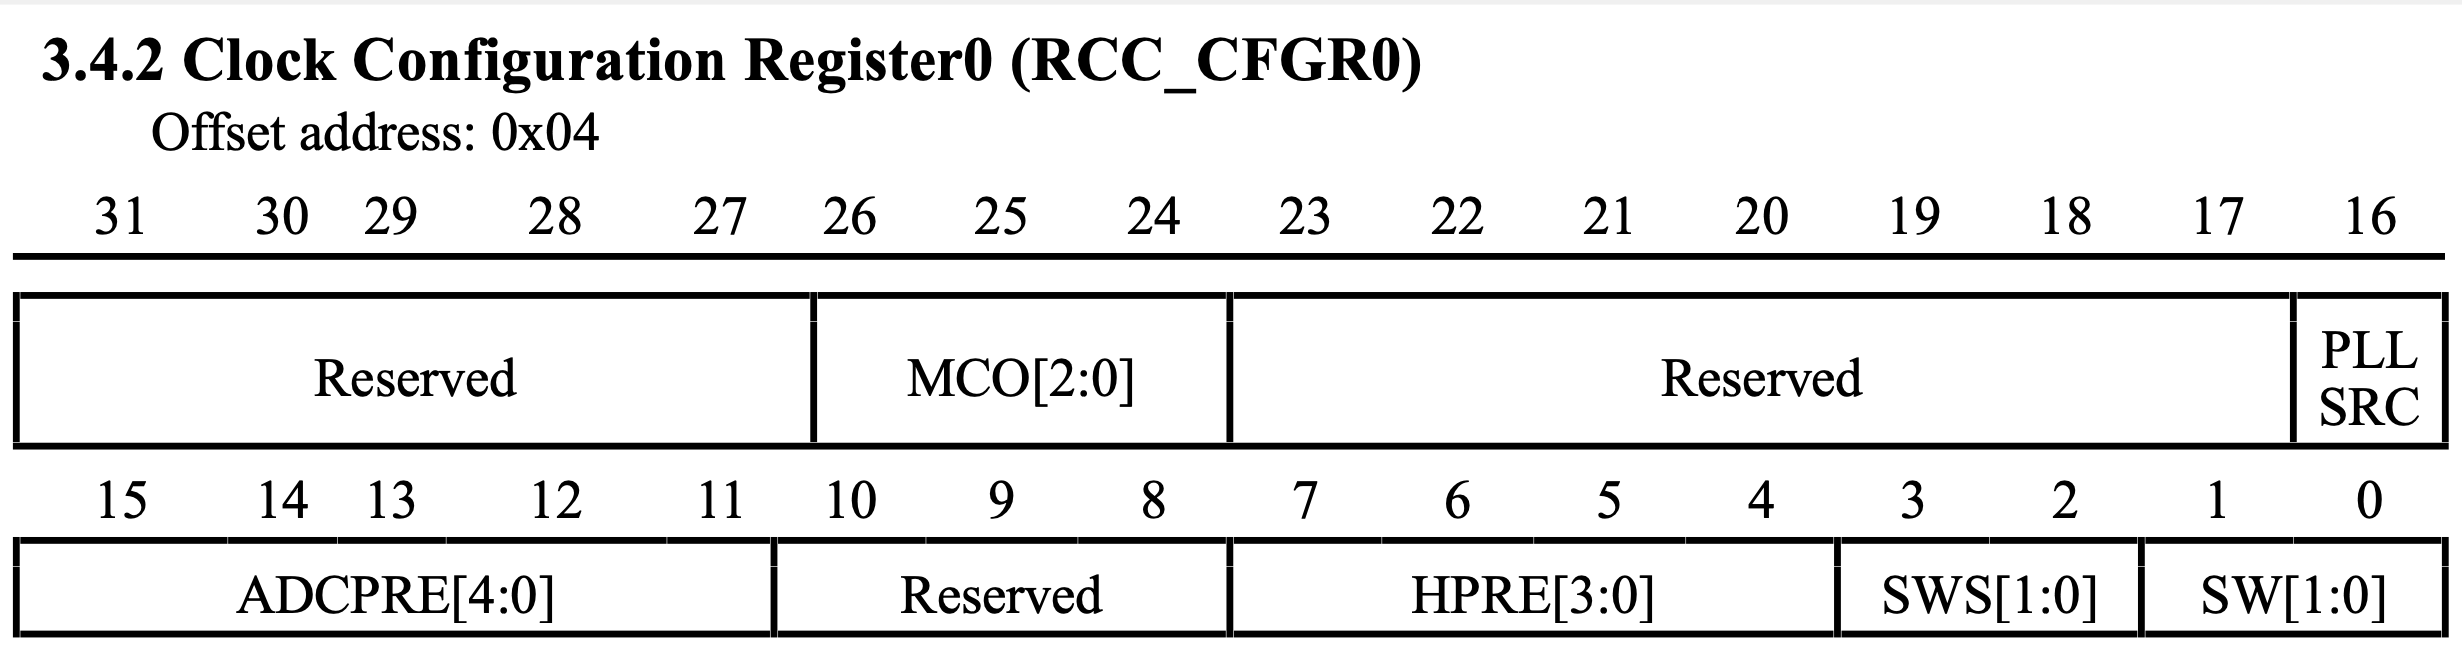 3.4.2 Clock Configuration Register0 (RCC_CFGR0)
Offset address: 0x04
31 30 29 28 27 26 25 24 23 22 21 20 19 18 17 16
Reserved MCO[2:0] Reserved PLL
SRC
15 14 13 12 11 10 9 8 7 6 5 4 3 2 1 0
ADCPRE[4:0] Reserved HPRE[3:0] SWS[1:0] SW[1:0]